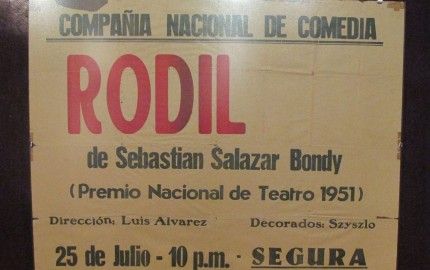 COMPAÑIA NACIONAL DE COMEDIA
RODIL
de Sebastian Salazar Bondy
(Premio Nacional de Teatro 1951)
Dirección: Luis Alvarez Decorados: Szyszlo
25 de Julio - 10 p.m. - SEGURA